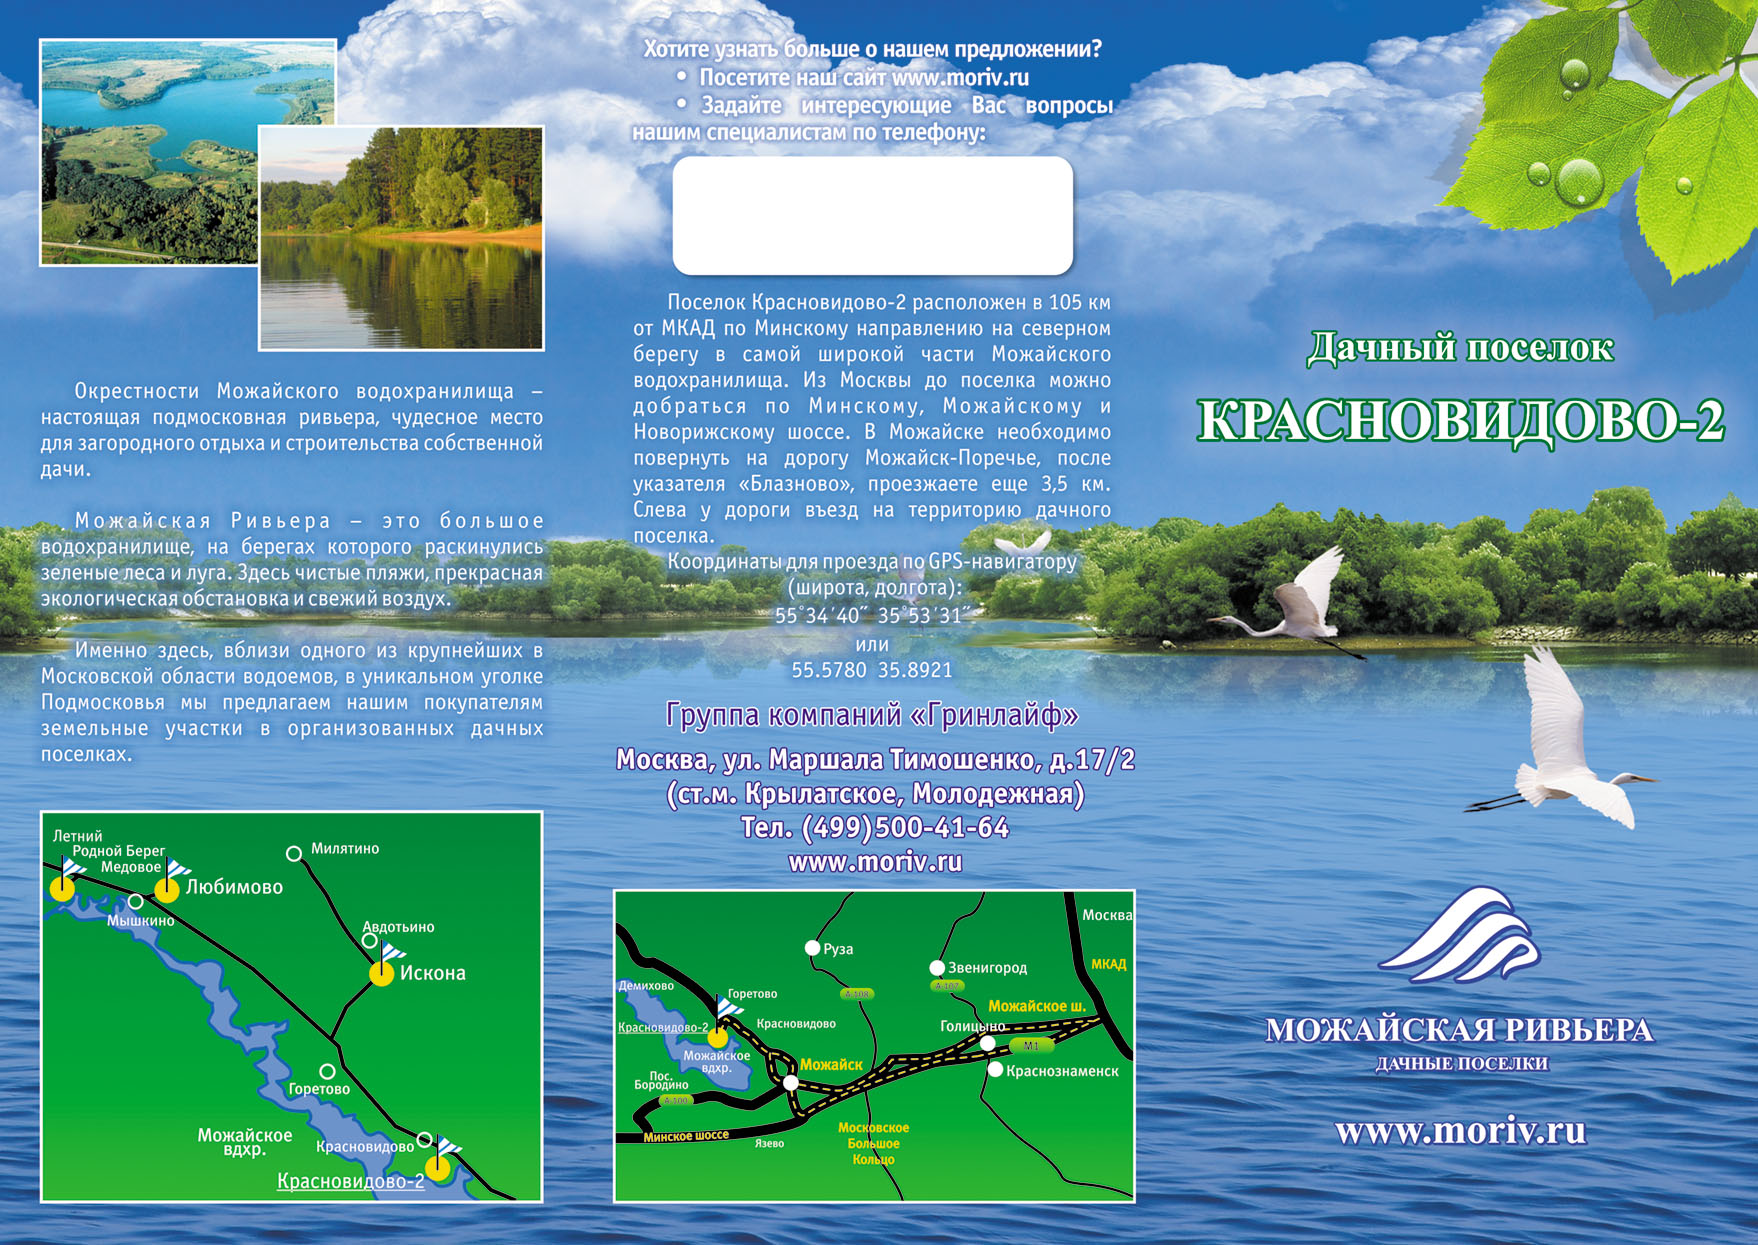 Окрестности Можайского водохранилища –
настоящая подмосковная ривьера, чудесное место
для загородного отдыха и строительства собственной
дачи.
Можайская Ривьера – это большое
водохранилище, на берегах которого раскинулись
зеленые леса и луга. Здесь чистые пляжи, прекрасная
экологическая обстановка и свежий воздух.
Именно здесь, вблизи одного из крупнейших в
Московской области водоемов, в уникальном уголке
Подмосковья мы предлагаем нашим покупателям
земельные участки в организованных дачных
поселках.
Летний
Родной Берег
Медовое
Любимово
Мышкино
Милятино
Авдотьино
Искона
Горетово
Можайское
вдхр.
Красновидово
Красновидово-2
Хотите узнать больше о нашем предложении?
• Посетите наш сайт www.moriv.ru
• Задайте интересующие Вас вопросы
нашим специалистам по телефону:
Поселок Красновидово-2 расположен в 105 км
от МКАД по Минскому направлению на северном
берегу в самой широкой части Можайского
водохранилища. Из Москвы до поселка можно
добраться по Минскому, Можайскому и
Новорижскому шоссе. В Можайске необходимо
повернуть на дорогу Можайск-Поречье, после
указателя «Блазново», проезжаете еще 3,5 км.
Слева у дороги въезд на территорию дачного
поселка.
Координаты для проезда по GPS-навигатору
(широта, долгота):
55°34′40″ 35°53′31″
или
55.5780 35.8921
Группа компаний «Гринлайф»
Москва, ул. Маршала Тимошенко, д.17/2
(ст.м. Крылатское, Молодежная)
Тел. (499)500-41-64
www.moriv.ru
Москва
МКАД
Руза
Звенигород
А-107
А-108
Демихово
Горетово
Можайское ш.
Красновидово-2
Красновидово
Голицыно
М1
Можайское
вдхр.
Можайск
Краснознаменск
Пос.
Бородино
А-100
Минское шоссе
Язево
Московское
Большое
Кольцо
Дачный поселок
КРАСНОВИДОВО-2
МОЖАЙСКАЯ РИВЬЕРА
ДАЧНЫЕ ПОСЕЛКИ
www.moriv.ru